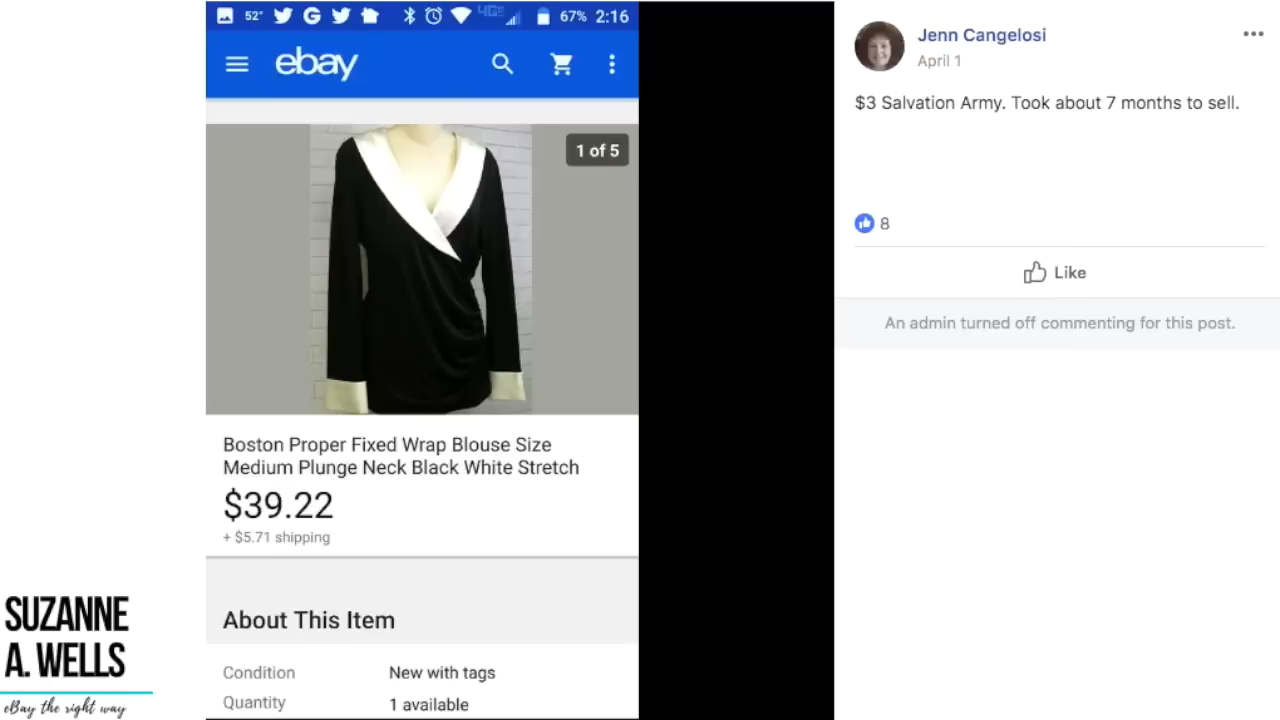 52°
4G
67% 2:16
ebay
1 of 5
Boston Proper Fixed Wrap Blouse Size
Medium Plunge Neck Black White Stretch
$39.22
+ $5.71 shipping
About This Item
Condition New with tags
Quantity 1 available
Jenn Cangelosi
April 1
$3 Salvation Army. Took about 7 months to sell.
8
Like
An admin turned off commenting for this post.
SUZANNE
A. WELLS
eBay the right way